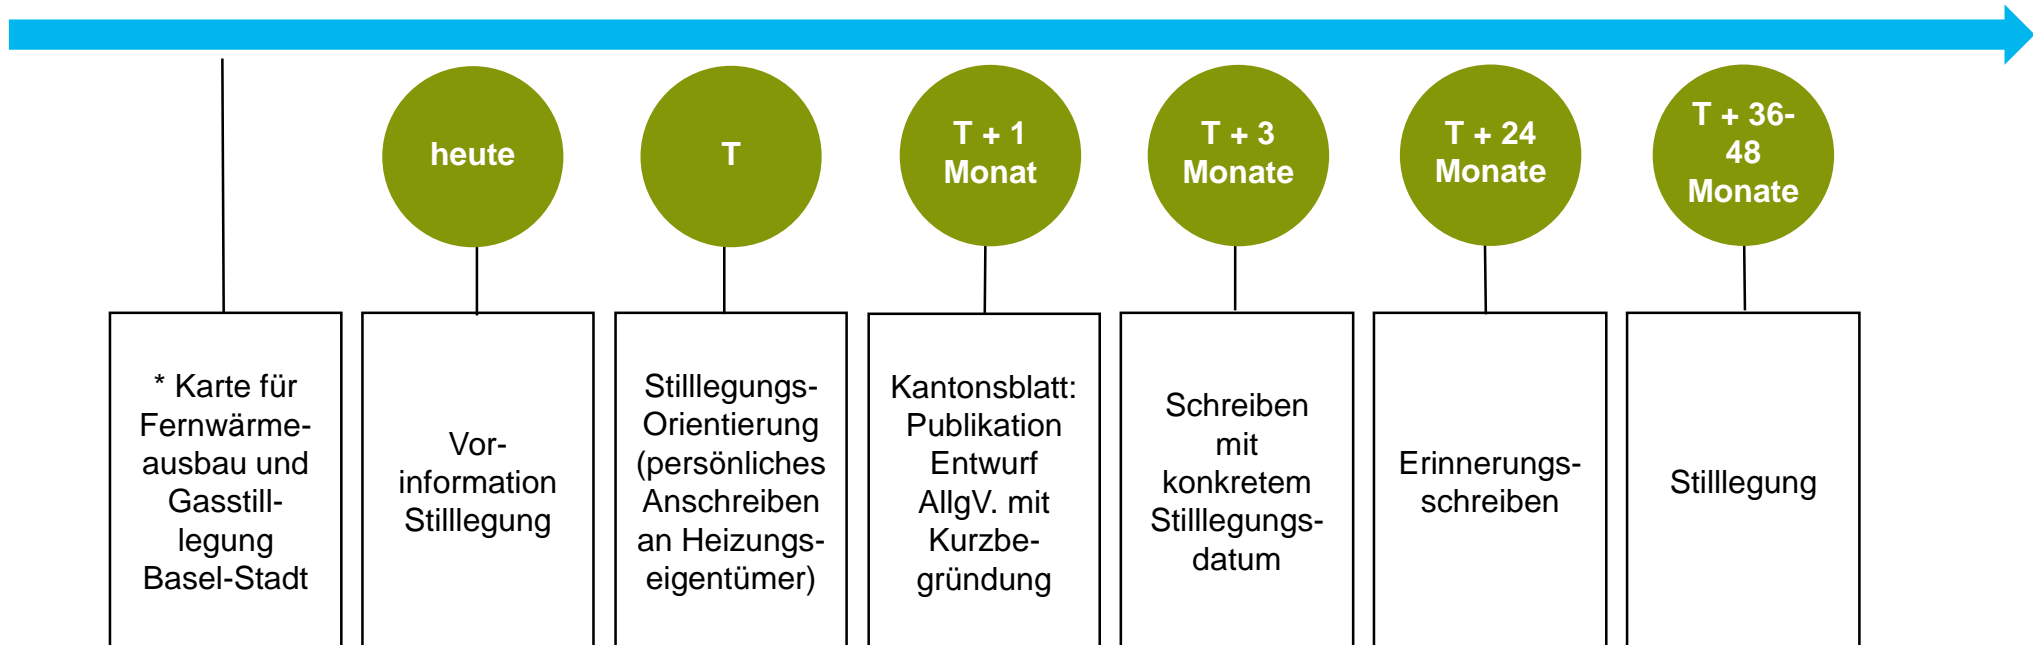 heute
T
T + 1
Monat
T + 3
Monate
T + 24
Monate
T + 36-
48
Monate
* Karte für
Fernwärme-
ausbau und
Gasstill-
legung
Basel-Stadt
Vor-
information
Stilllegung
Stilllegungs-
Orientierung
(persönliches
Anschreiben
an Heizungs-
eigentümer)
Kantonsblatt:
Publikation
Entwurf
AllgV. mit
Kurzbe-
gründung
Schreiben
mit
konkretem
Stilllegungs-
datum
Erinnerungs-
schreiben
Stilllegung